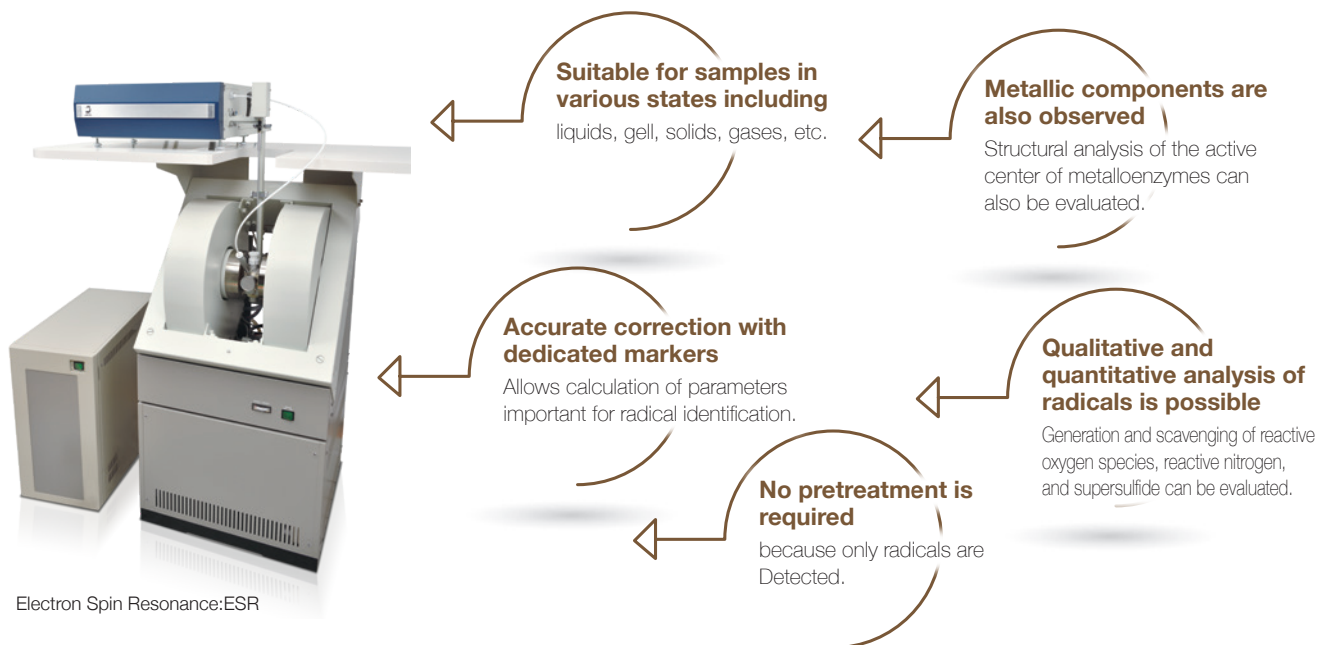 Suitable for samples in
various states including
liquids, gell, solids, gases, etc.
Metallic components are
also observed
Structural analysis of the active
center of metalloenzymes can
also be evaluated.
Accurate correction with
dedicated markers
Allows calculation of parameters
important for radical identification.
Qualitative and
quantitative analysis of
radicals is possible
Generation and scavenging of reactive
oxygen species, reactive nitrogen,
and supersulfide can be evaluated.
No pretreatment is
required
because only radicals are
Detected.
Electron Spin Resonance:ESR